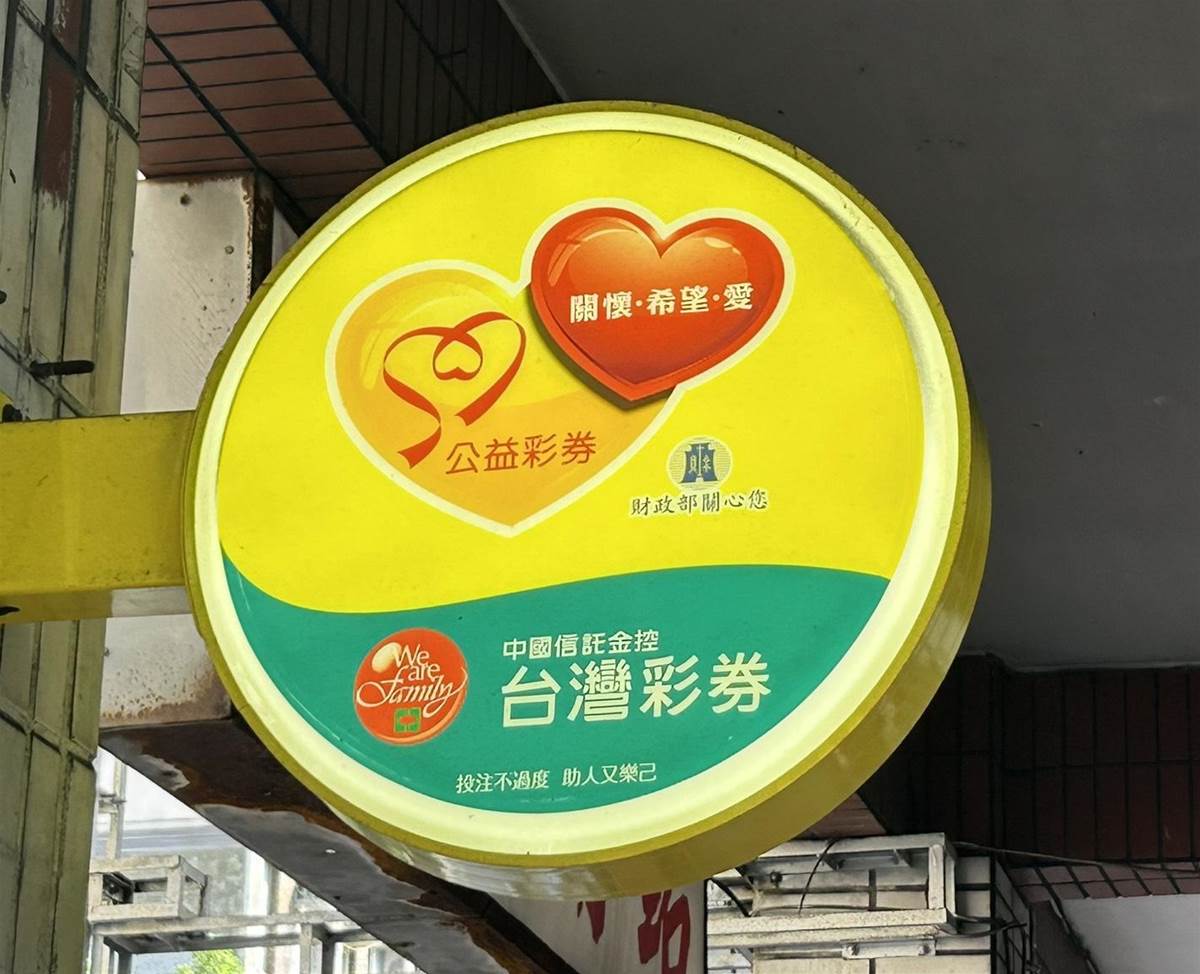 關懷·希望·愛
公益彩券
財政部關心您
中國信託金控
We
are
Family
台灣彩券
投注不過度 助人又樂己